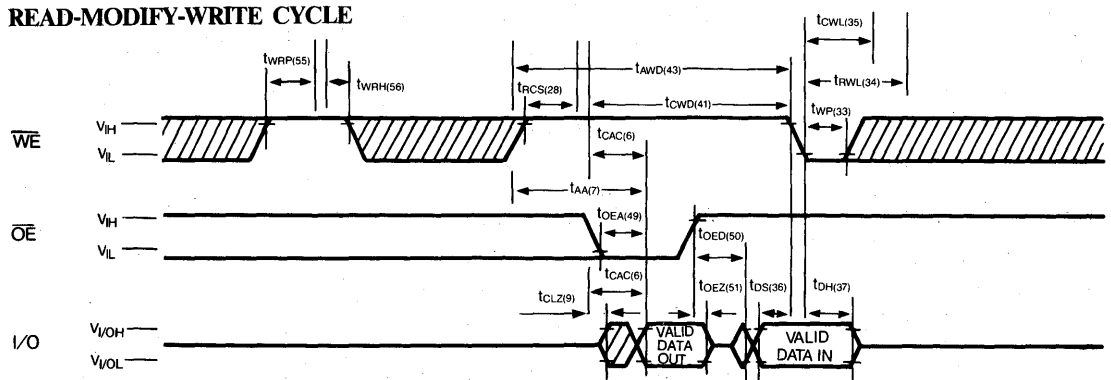 READ-MODIFY-WRITE CYCLE
tCWL(35)
tWRP(55)
tAWD(43)
tRWL(34)
tWRH(56)
tRCS(28)
tCWD(41)
tWP(33)
WE
VIH
VIL
tCAC(6)
tAA(7)
OE
VIH
VIL
tOEA(49)
tOED(50)
tCAC(6)
tCLZ(9)
tOEZ(51)
tDS(36)
tDH(37)
I/O
VI/OH
VI/OL
VALID
DATA
OUT
VALID
DATA IN